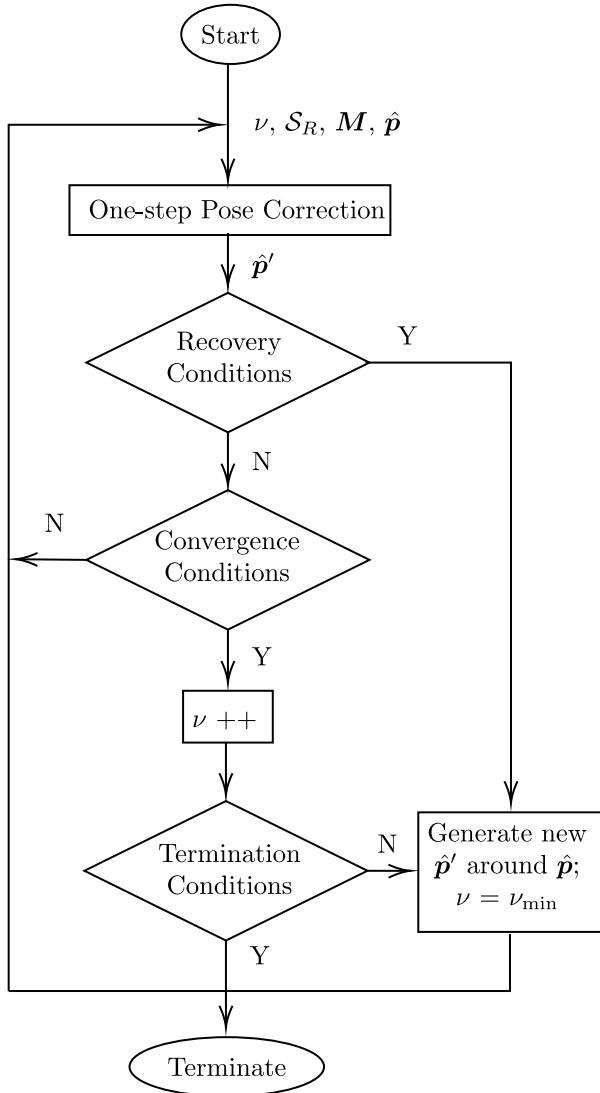 Start
ν, 𝒮_R, 𝑴, 𝒑̂
One-step Pose Correction
𝒑̂′
Recovery
Conditions
Y
N
Convergence
Conditions
N
Y
ν ++
Termination
Conditions
N
Generate new
𝒑̂′ around 𝒑̂;
ν = ν_min
Y
Terminate